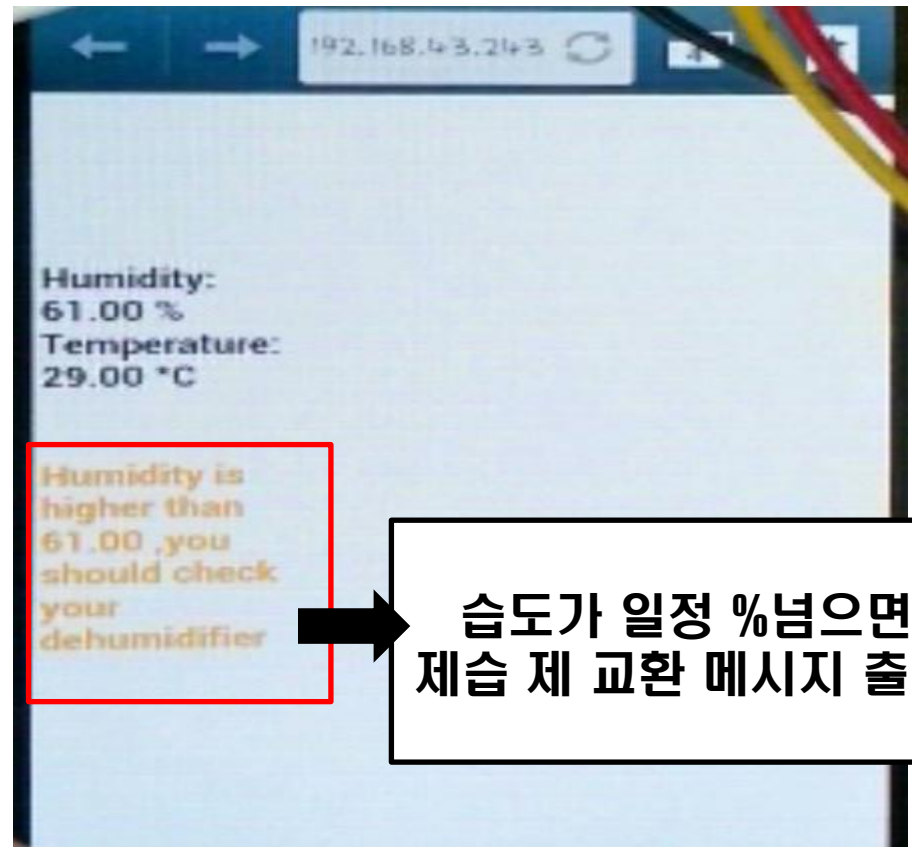 192.168.43.243
Humidity:
61.00 %
Temperature:
29.00 *C
Humidity is
higher than
61.00 ,you
should check
your
dehumidifier
습도가 일정 %넘으면
제습 제 교환 메시지 출